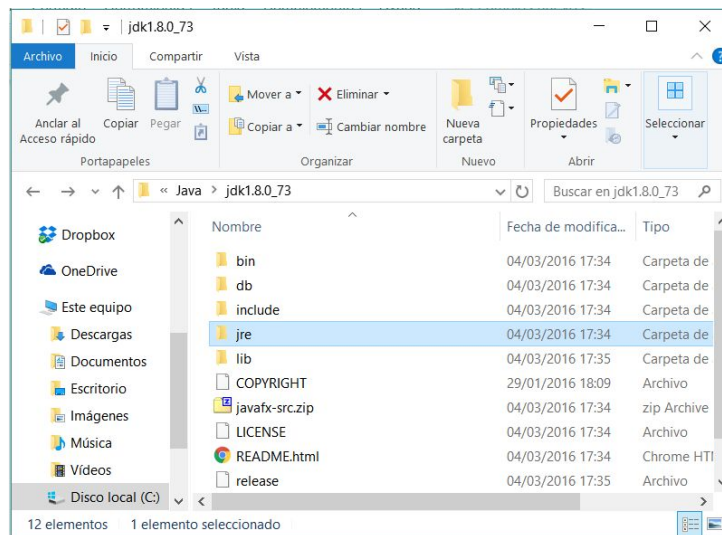 jdk1.8.0_73
Archivo Inicio Compartir Vista
Anclar al Acceso rápido
Copiar
Pegar
Mover a
Copiar a
Eliminar
Cambiar nombre
Nueva carpeta
Propiedades
Seleccionar
Portapapeles Organizar Nuevo Abrir
« Java > jdk1.8.0_73 Buscar en jdk1.8.0_73
Dropbox
OneDrive
Este equipo
Descargas
Documentos
Escritorio
Imágenes
Música
Vídeos
Disco local (C:)
Nombre Fecha de modifica... Tipo
bin 04/03/2016 17:34 Carpeta de
db 04/03/2016 17:34 Carpeta de
include 04/03/2016 17:34 Carpeta de
jre 04/03/2016 17:34 Carpeta de
lib 04/03/2016 17:35 Carpeta de
COPYRIGHT 29/01/2016 18:09 Archivo
javafx-src.zip 04/03/2016 17:34 zip Archive
LICENSE 04/03/2016 17:34 Archivo
README.html 04/03/2016 17:34 Chrome HTM
release 04/03/2016 17:35 Archivo
12 elementos 1 elemento seleccionado